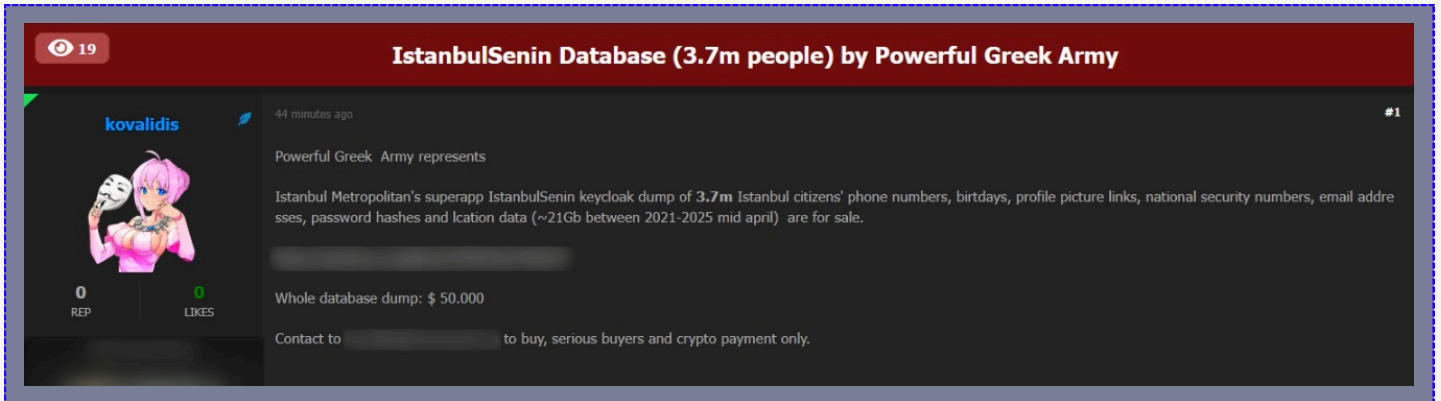 19
IstanbulSenin Database (3.7m people) by Powerful Greek Army
kovalidis
44 minutes ago
#1
Powerful Greek Army represents
Istanbul Metropolitan's superapp IstanbulSenin keycloak dump of 3.7m Istanbul citizens' phone numbers, birtdays, profile picture links, national security numbers, email addre
sses, password hashes and lcation data (~21Gb between 2021-2025 mid april) are for sale.
Whole database dump: $ 50.000
Contact to to buy, serious buyers and crypto payment only.
0
REP
0
LIKES